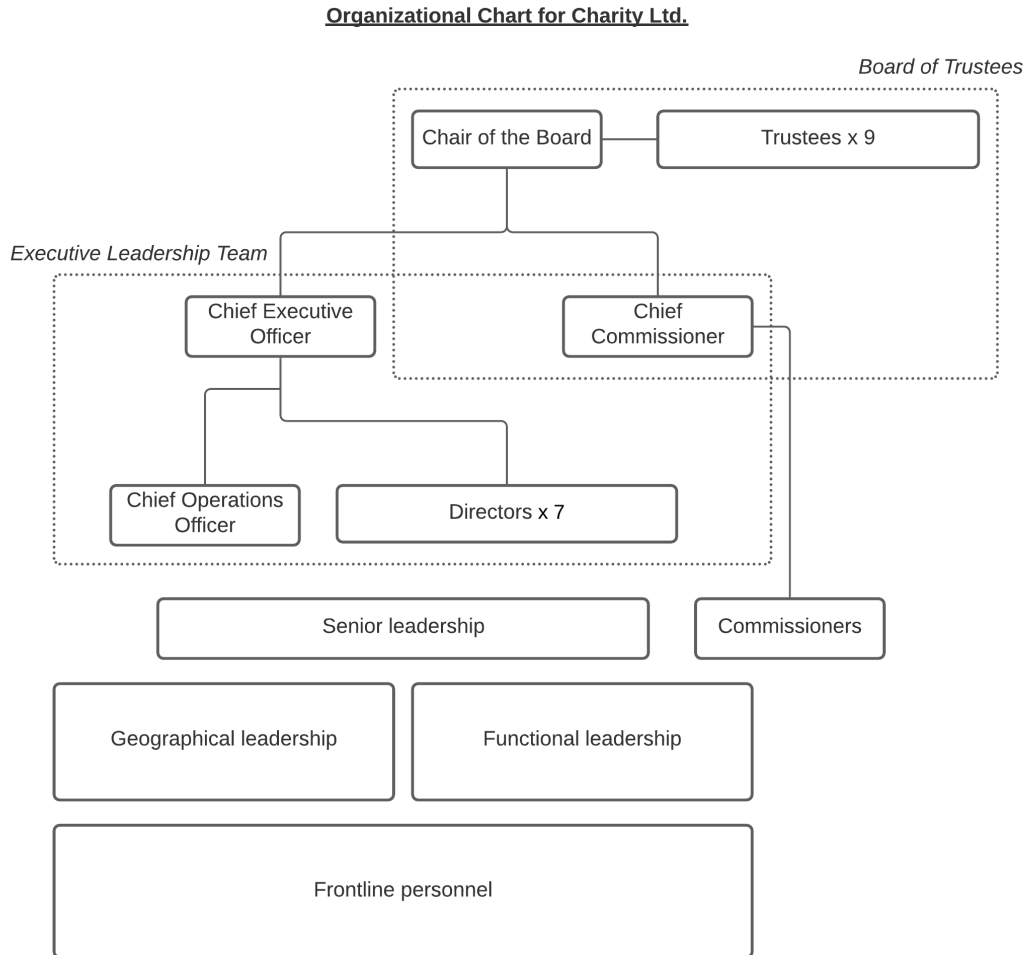 Organizational Chart for Charity Ltd.
Board of Trustees
Chair of the Board
Trustees x 9
Executive Leadership Team
Chief Executive
Officer
Chief
Commissioner
Chief Operations
Officer
Directors x 7
Senior leadership
Commissioners
Geographical leadership
Functional leadership
Frontline personnel